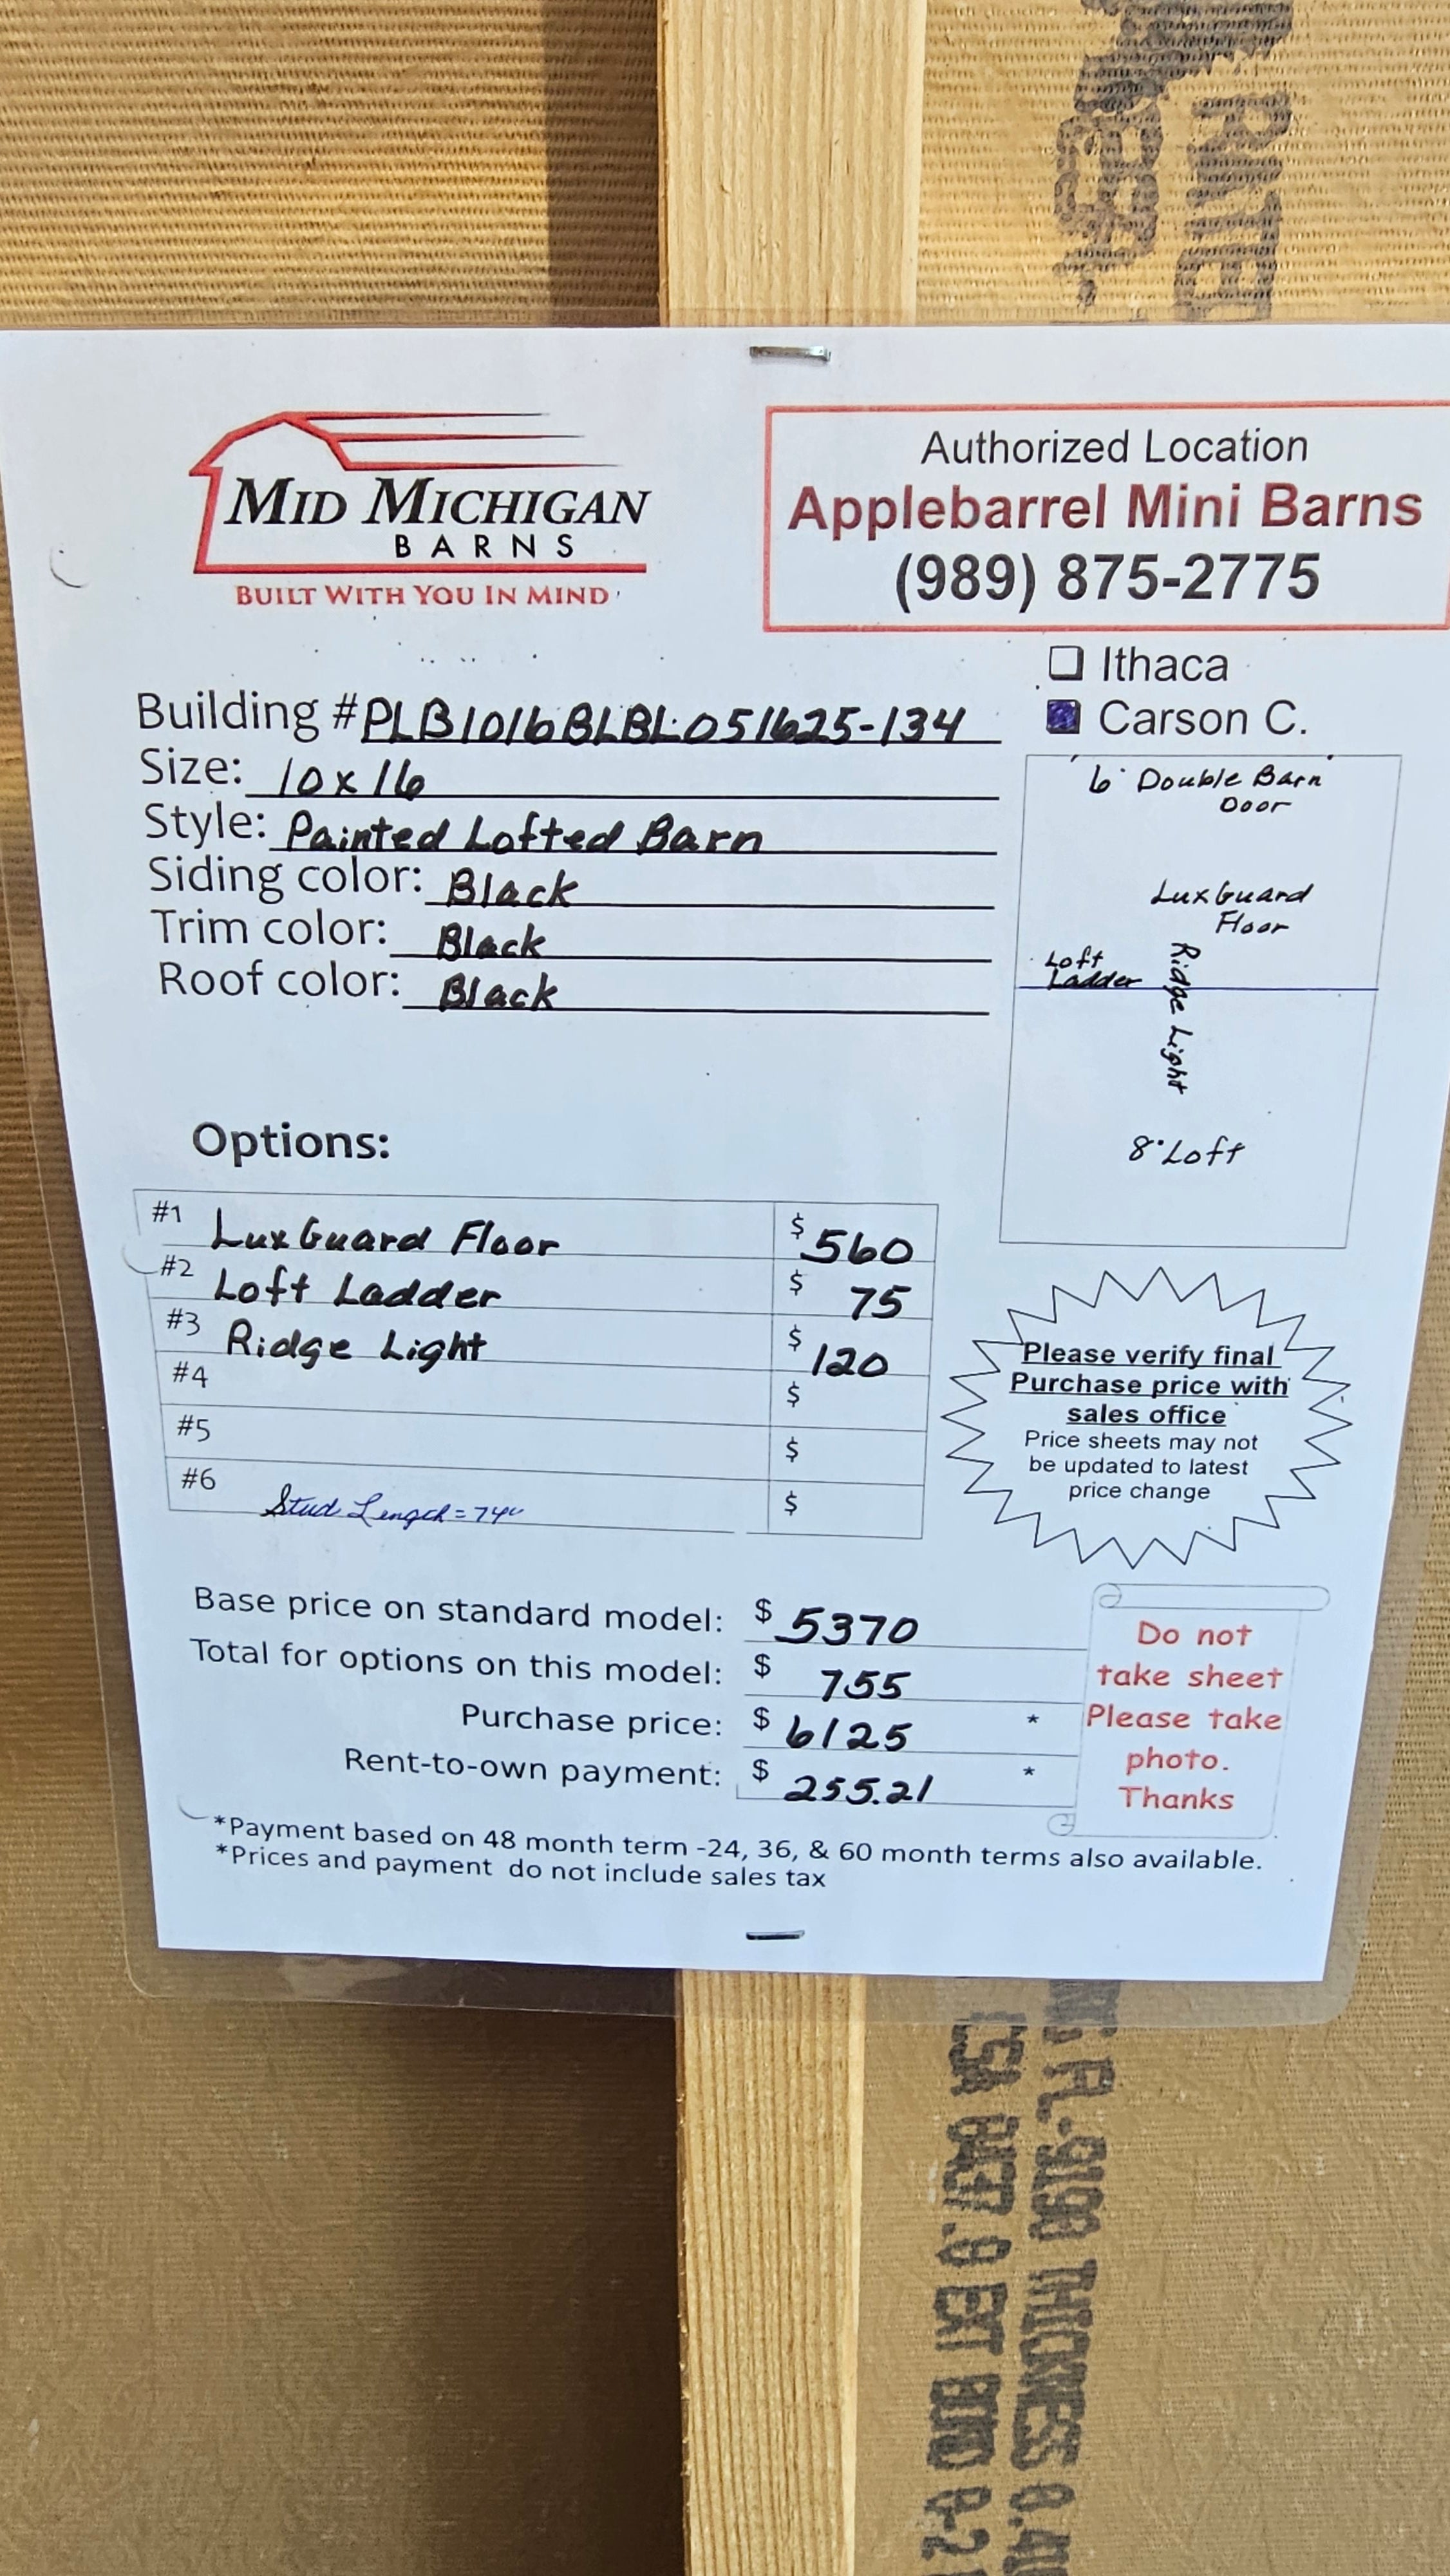 RATED
MID MICHIGAN
BARNS
BUILT WITH YOU IN MIND
Authorized Location
Applebarrel Mini Barns
(989) 875-2775
Ithaca
Carson C.
Building # PLB1016BLBL051625-134
Size: 10x16
Style: Painted Lofted Barn
Siding color: Black
Trim color: Black
Roof color: Black
6' Double Barn
Door
LuxGuard
Floor
Loft
Ladder
Ridge Light
8' Loft
Options:
#1 LuxGuard Floor $ 560
#2 Loft Ladder $ 75
#3 Ridge Light $ 120
#4 $
#5 $
#6 Stud Length = 74" $
Please verify final
Purchase price with
sales office
Price sheets may not
be updated to latest
price change
Base price on standard model: $ 5370
Total for options on this model: $ 755
Purchase price: $ 6125 *
Rent-to-own payment: $ 255.21 *
Do not
take sheet
Please take
photo.
Thanks
*Payment based on 48 month term -24, 36, & 60 month terms also available.
*Prices and payment do not include sales tax
THICKNESS